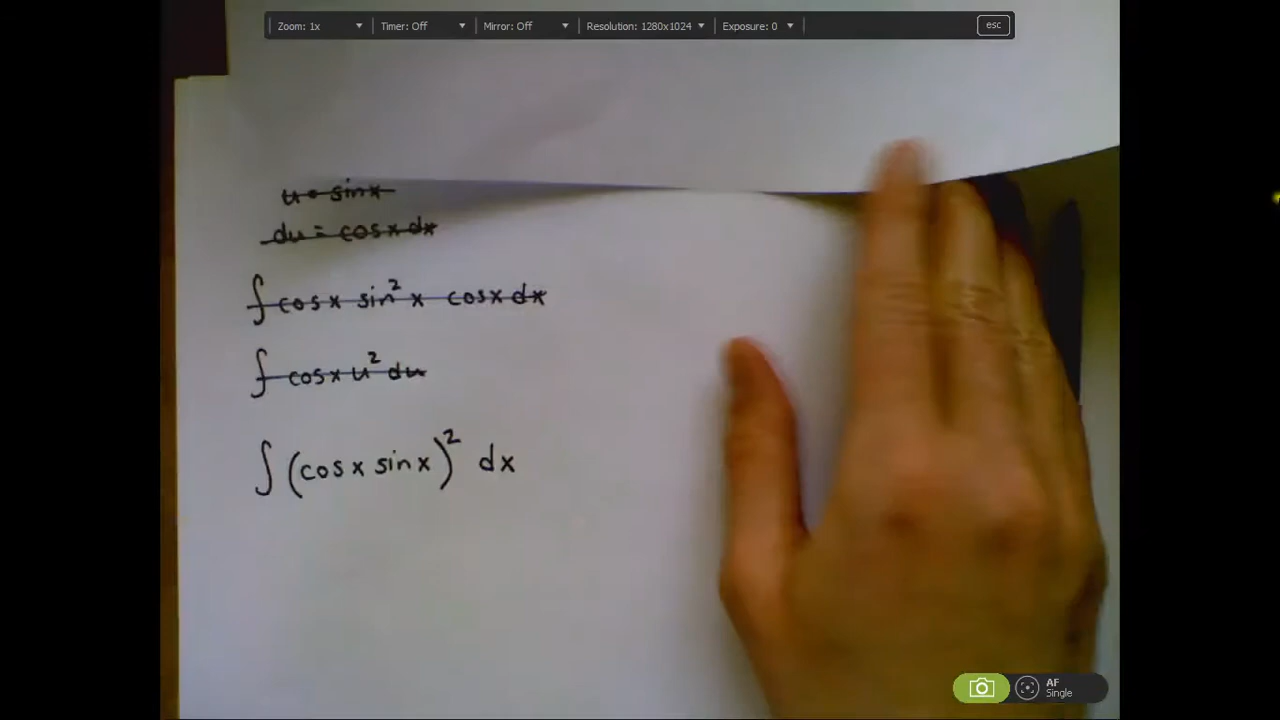 Zoom: 1x Timer: Off Mirror: Off Resolution: 1280x1024 Exposure: 0 esc
u = sin x
du = cos x dx
∫ cos x sin² x cos x dx
∫ cos x u² du
∫ (cos x sin x)² dx
AF
Single